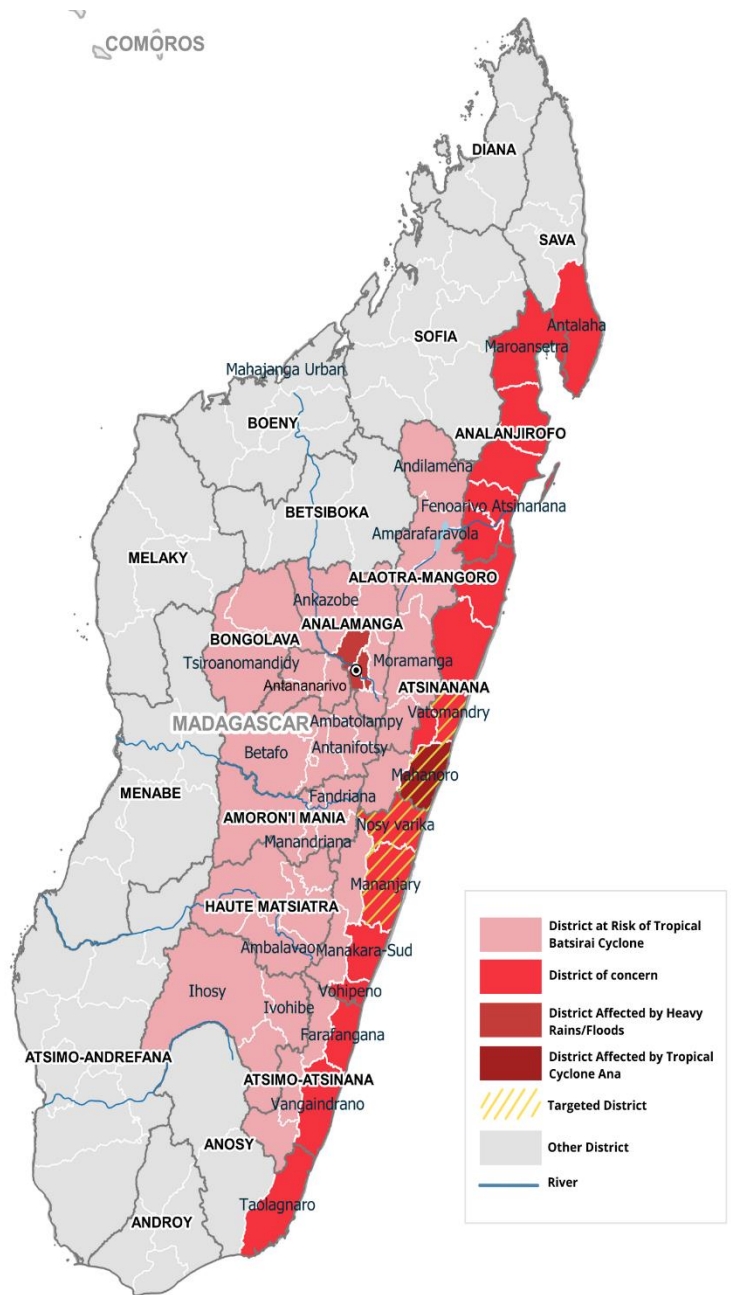 COMOROS
DIANA
SAVA
Antalaha
SOFIA
Maroansetra
Mahajanga Urban
BOENY
ANALANJIROFO
Andilamena
BETSIBOKA
Fenoarivo Atsinanana
Amparafaravola
MELAKY
ALAOTRA-MANGORO
Ankazobe
ANALAMANGA
BONGOLAVA
Tsiroanomandidy
Moramanga
Antananarivo
ATSINANANA
Vatomandry
MADAGASCAR
Ambatolampy
Betafo
Antanifotsy
Mananoro
MENABE
Fandriana
AMORON'I MANIA
Nosy varika
Manandriana
Mananjary
HAUTE MATSIATRA
Ambalavao
Manakara-Sud
Ihosy
Vohipeno
Ivohibe
Farafangana
ATSIMO-ANDREFANA
ATSIMO-ATSINANA
Vangaindrano
ANOSY
Taolagnaro
ANDROY
District at Risk of Tropical
Batsirai Cyclone
District of concern
District Affected by Heavy
Rains/Floods
District Affected by Tropical
Cyclone Ana
Targeted District
Other District
River